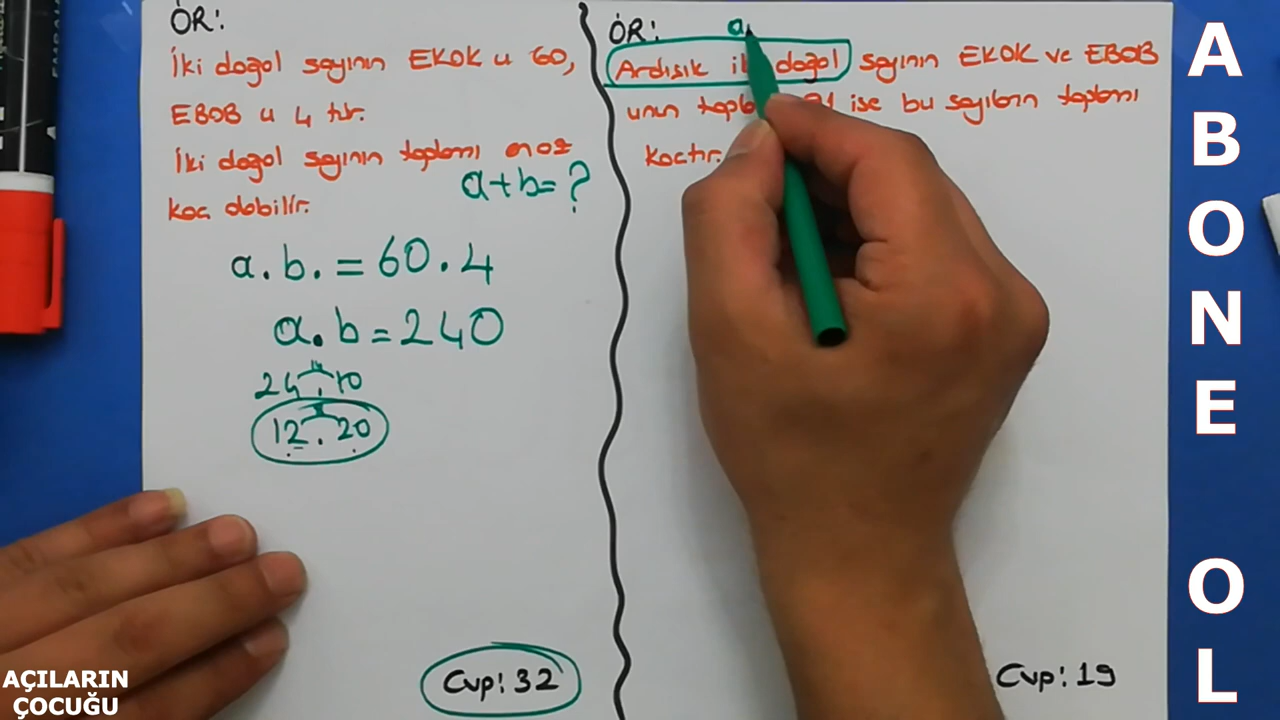 ÖR:
İki doğal sayının EKOK u 60,
EBOB u 4 tür.
İki doğal sayının toplamı en az
kaç olabilir.
a+b=?
a.b.=60.4
a.b=240
24.10
12.20
Cvp: 32
ÖR: a
Ardışık doğal sayının EKOK ve EBOB
unun ise bu sayıların toplamı
kaçtır.
Cvp: 19
ABONE
OL
AÇILARIN
ÇOCUĞU